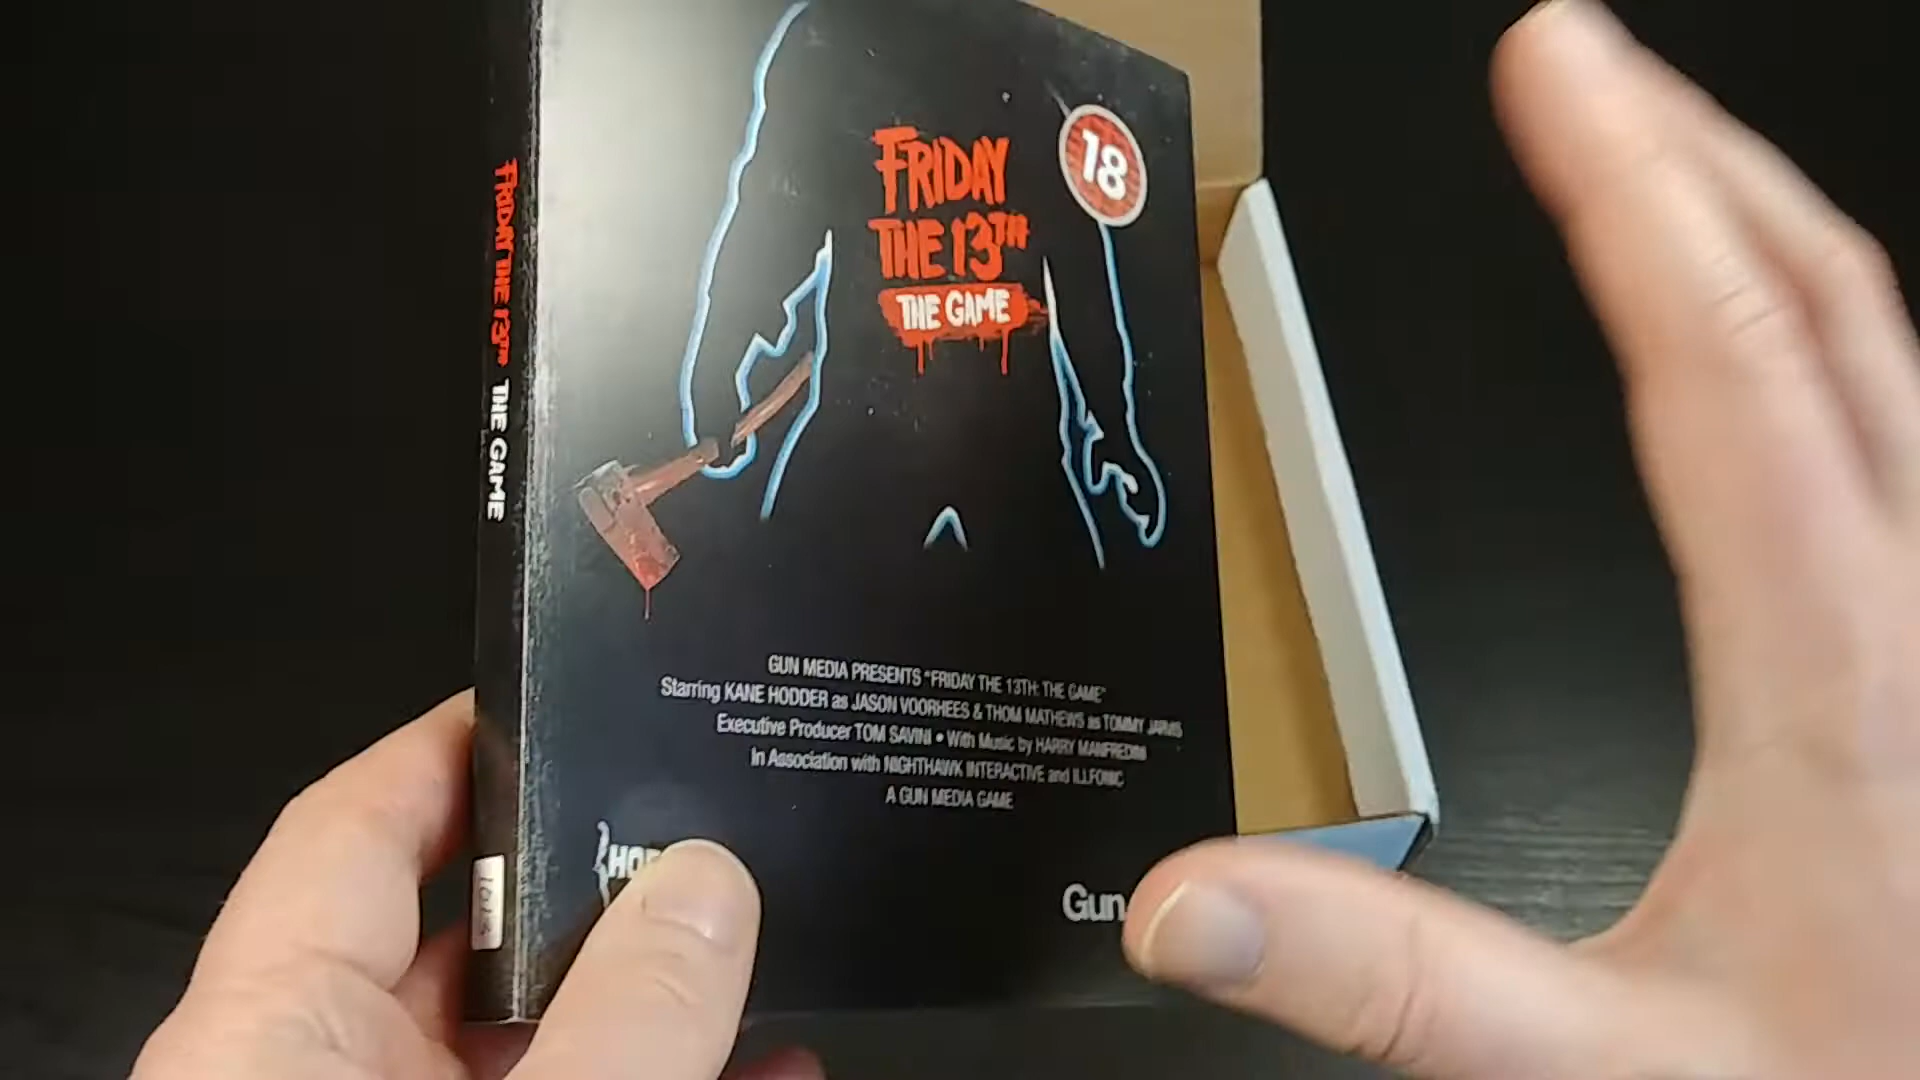 FRIDAY
THE 13TH
THE GAME
18
FRIDAY THE 13TH THE GAME
GUN MEDIA PRESENTS "FRIDAY THE 13TH: THE GAME"
Starring KANE HODDER as JASON VOORHEES & THOM MATHEWS as TOMMY JARVIS
Executive Producer TOM SAVINI • With Music by HARRY MANFREDINI
In Association with NIGHTHAWK INTERACTIVE and ILLFONIC
A GUN MEDIA GAME
Gun